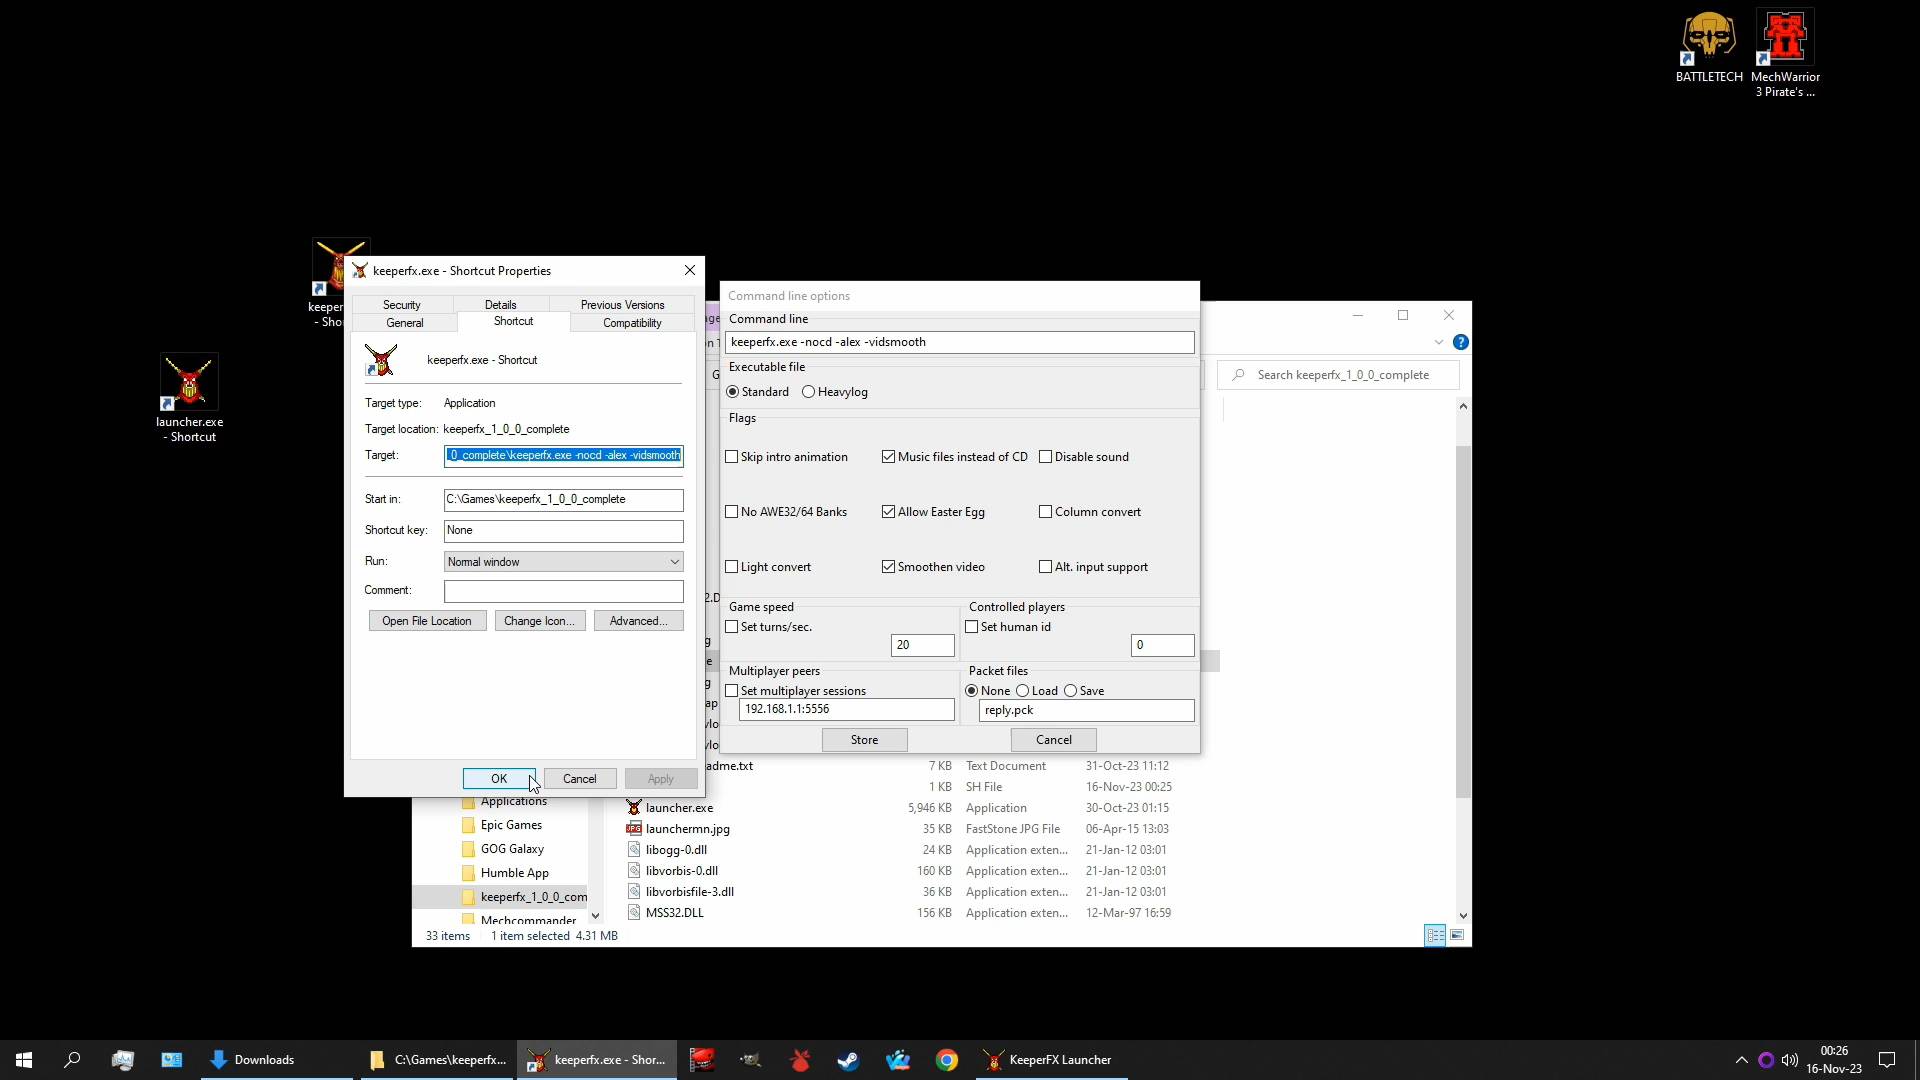 BATTLETECH
MechWarrior
3 Pirate's ...
launcher.exe
- Shortcut
keeperfx.exe - Shortcut Properties
Security
Details
Previous Versions
General
Shortcut
Compatibility
keeperfx.exe - Shortcut
Target type: Application
Target location: keeperfx_1_0_0_complete
Target: 0_complete\keeperfx.exe -nocd -alex -vidsmooth
Start in: C:\Games\keeperfx_1_0_0_complete
Shortcut key: None
Run: Normal window
Comment:
Open File Location
Change Icon...
Advanced...
OK
Cancel
Apply
Command line options
Command line
keeperfx.exe -nocd -alex -vidsmooth
Executable file
Standard Heavylog
Flags
Skip intro animation Music files instead of CD Disable sound
No AWE32/64 Banks Allow Easter Egg Column convert
Light convert Smoothen video Alt. input support
Game speed
Set turns/sec.
20
Controlled players
Set human id
0
Multiplayer peers
Set multiplayer sessions
192.168.1.1:5556
Packet files
None Load Save
reply.pck
Store
Cancel
Search keeperfx_1_0_0_complete
adme.txt 7 KB Text Document 31-Oct-23 11:12
1 KB SH File 16-Nov-23 00:25
launcher.exe 5,946 KB Application 30-Oct-23 01:15
launchermn.jpg 35 KB FastStone JPG File 06-Apr-15 13:03
libogg-0.dll 24 KB Application exten... 21-Jan-12 03:01
libvorbis-0.dll 160 KB Application exten... 21-Jan-12 03:01
libvorbisfile-3.dll 36 KB Application exten... 21-Jan-12 03:01
MSS32.DLL 156 KB Application exten... 12-Mar-97 16:59
Applications
Epic Games
GOG Galaxy
Humble App
keeperfx_1_0_0_com
Mechcommander
33 items 1 item selected 4.31 MB
Downloads
C:\Games\keeperfx...
keeperfx.exe - Shor...
KeeperFX Launcher
00:26
16-Nov-23